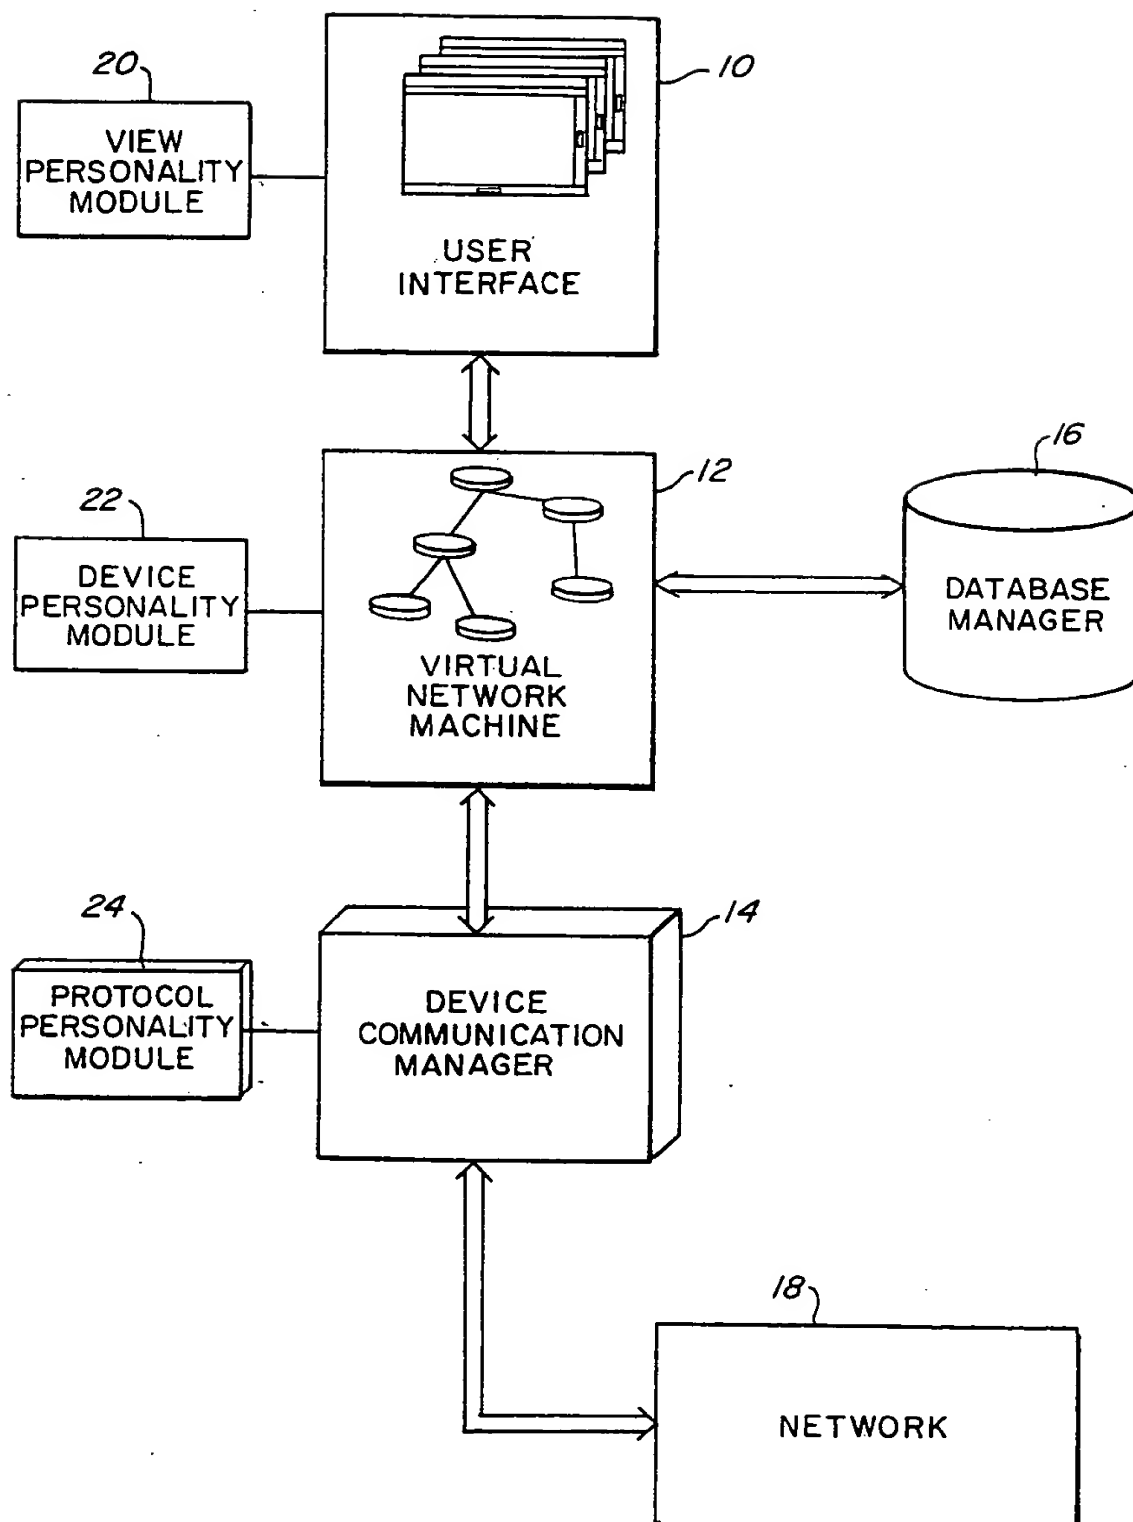 20
VIEW
PERSONALITY
MODULE
10
USER
INTERFACE
22
DEVICE
PERSONALITY
MODULE
12
VIRTUAL
NETWORK
MACHINE
16
DATABASE
MANAGER
24
PROTOCOL
PERSONALITY
MODULE
14
DEVICE
COMMUNICATION
MANAGER
18
NETWORK